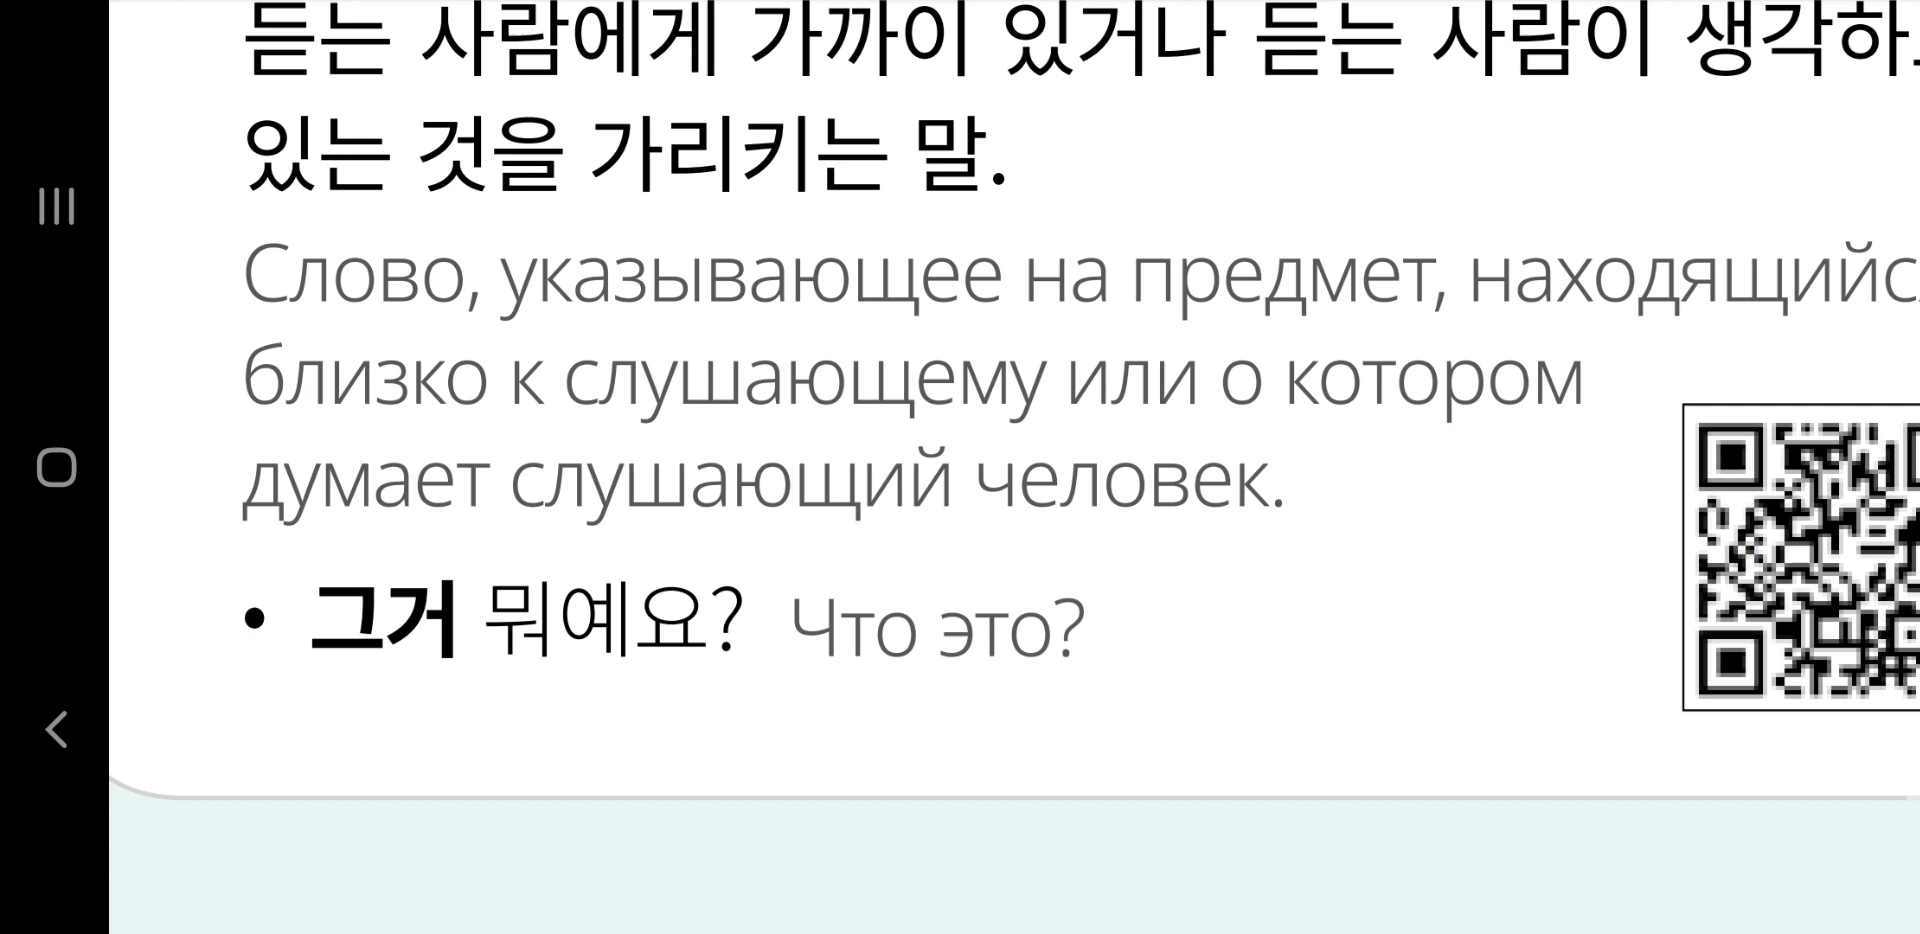 듣는 사람에게 가까이 있거나 듣는 사람이 생각하고
있는 것을 가리키는 말.
Слово, указывающее на предмет, находящийся
близко к слушающему или о котором
думает слушающий человек.
• 그거 뭐예요? Что это?